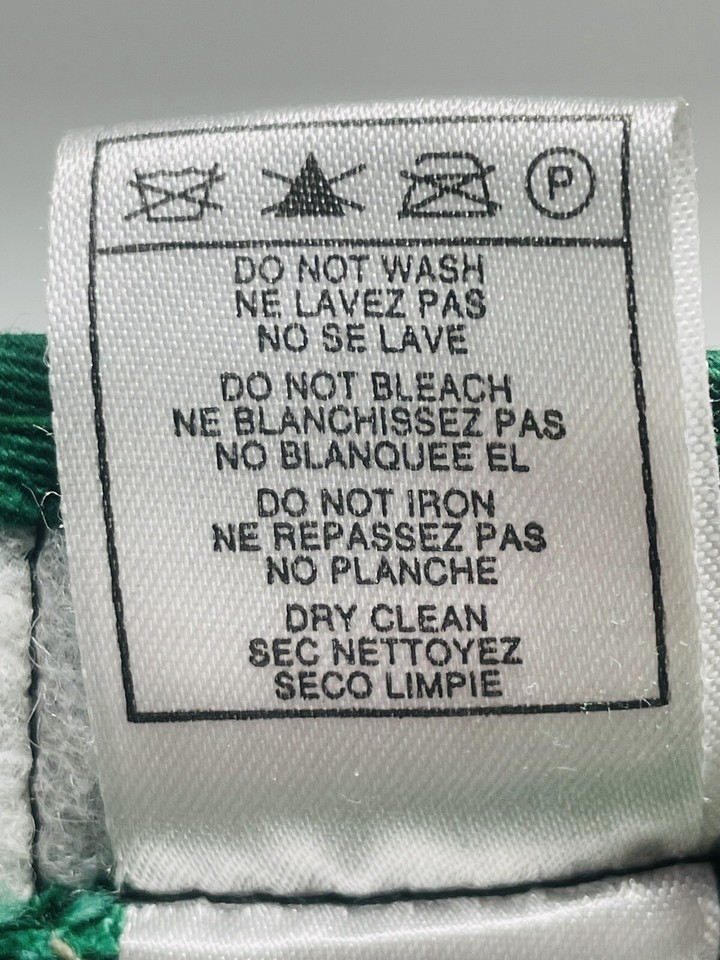 P
DO NOT WASH
NE LAVEZ PAS
NO SE LAVE
DO NOT BLEACH
NE BLANCHISSEZ PAS
NO BLANQUEE EL
DO NOT IRON
NE REPASSEZ PAS
NO PLANCHE
DRY CLEAN
SEC NETTOYEZ
SECO LIMPIE